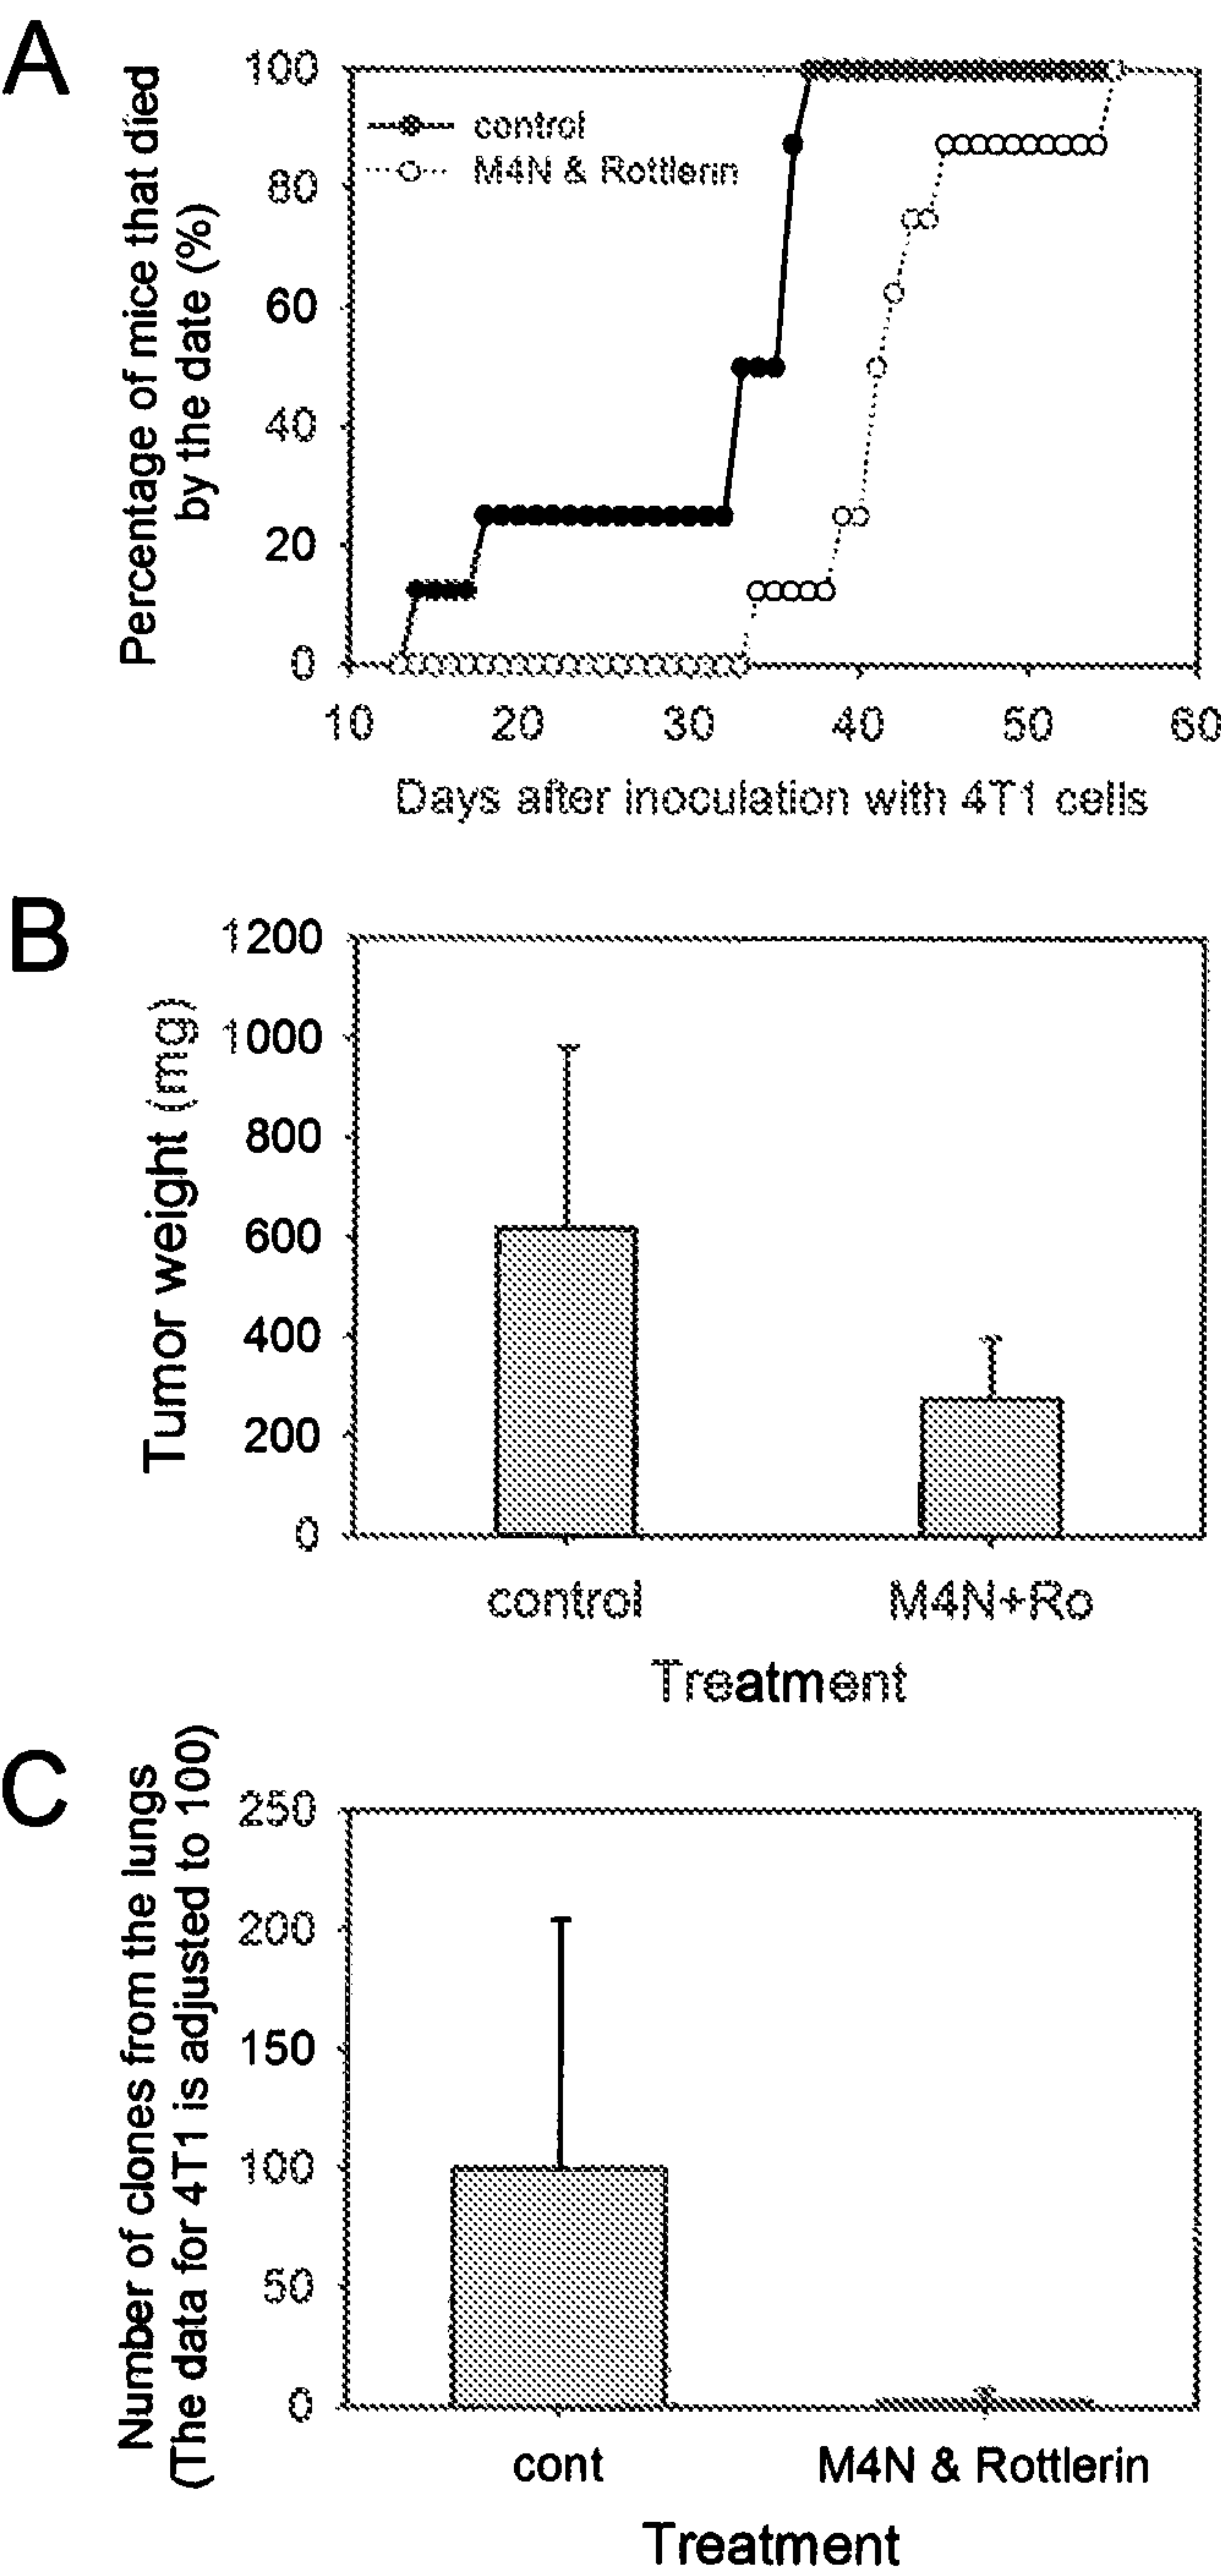 A
Percentage of mice that died
by the date (%)
100
80
60
40
20
0
control
M4N & Rottlerin
10 20 30 40 50 60
Days after inoculation with 4T1 cells
B
Tumor weight (mg)
1200
1000
800
600
400
200
0
control M4N+Ro
Treatment
C
Number of clones from the lungs
(The data for 4T1 is adjusted to 100)
250
200
150
100
50
0
cont M4N & Rottlerin
Treatment